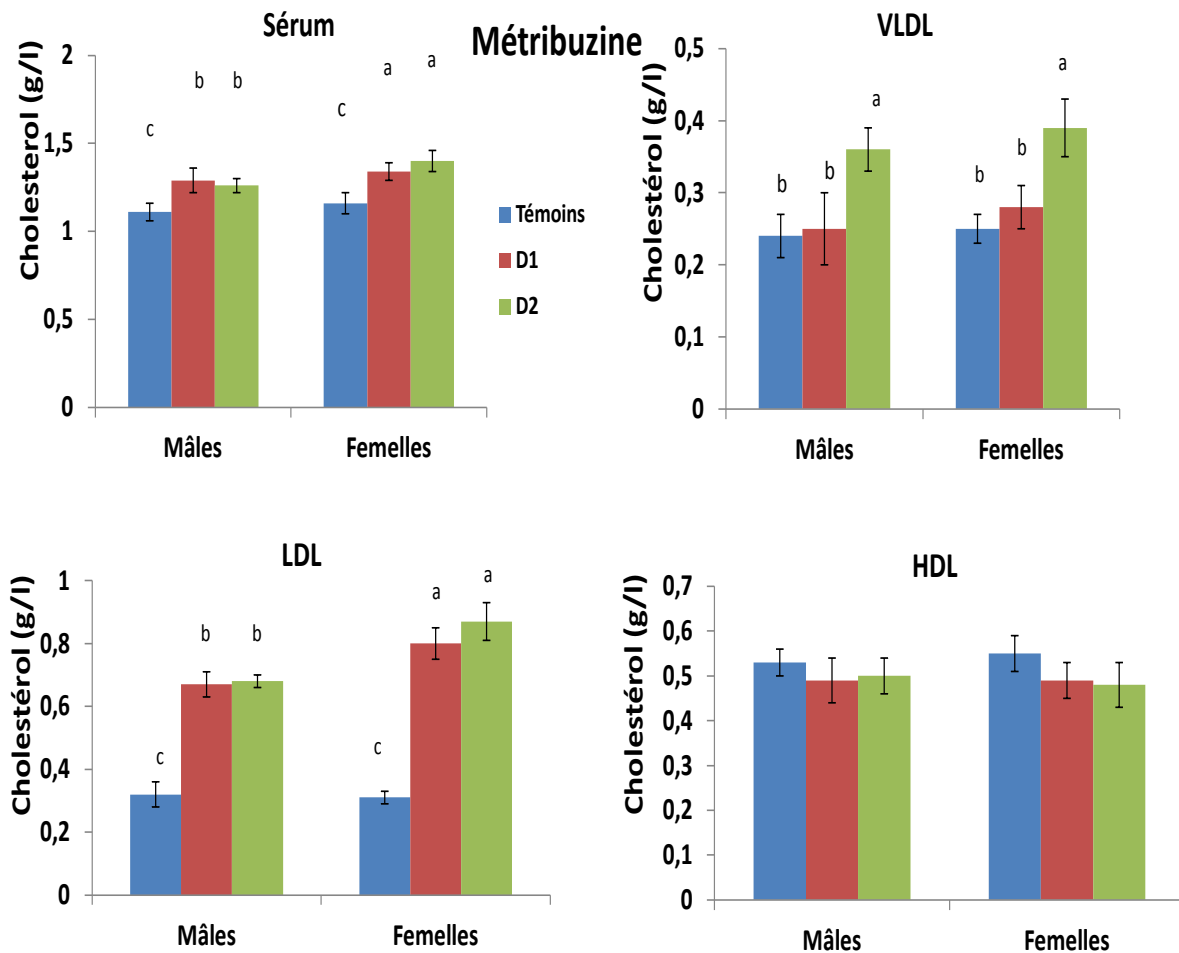 Métribuzine
Sérum
Cholesterol (g/l)
2
1,5
1
0,5
0
c b b c a a
Mâles Femelles
Témoins
D1
D2
VLDL
Cholestérol (g/l)
0,5
0,4
0,3
0,2
0,1
0
b b a b b a
Mâles Femelles
LDL
Cholestérol (g/l)
1
0,8
0,6
0,4
0,2
0
c b b c a a
Mâles Femelles
HDL
Cholestérol (g/l)
0,7
0,6
0,5
0,4
0,3
0,2
0,1
0
Mâles Femelles